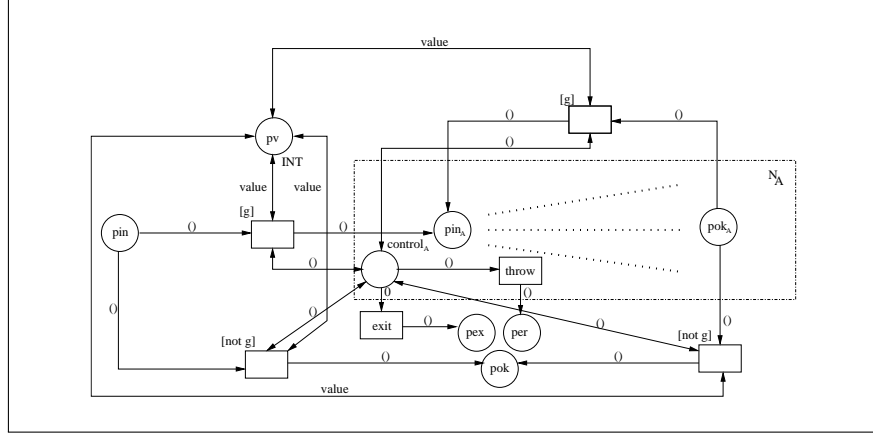 value
[g]
()
()
()
pv
INT
N_A
value
value
[g]
pin
()
()
pin_A
pok_A
control_A
()
()
throw
()
()
0
()
exit
()
pex
per
()
()
[not g]
[not g]
()
pok
()
value